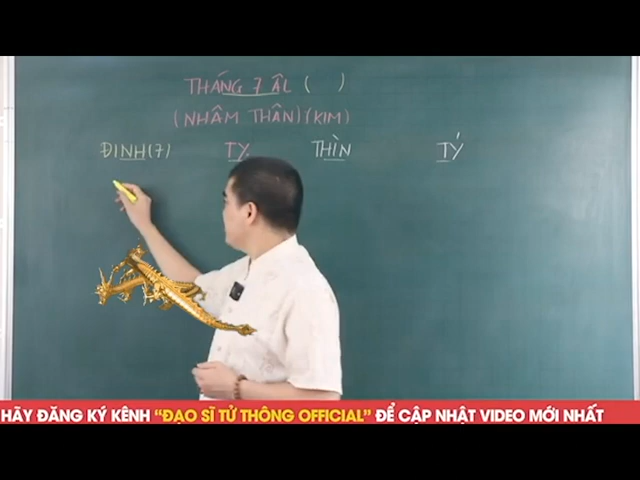 THÁNG 7 ÂL ( )
(NHÂM THÂN) (KIM)
ĐINH(7) TỴ THÌN TÝ
HÃY ĐĂNG KÝ KÊNH “ĐẠO SĨ TỬ THÔNG OFFICIAL” ĐỂ CẬP NHẬT VIDEO MỚI NHẤT